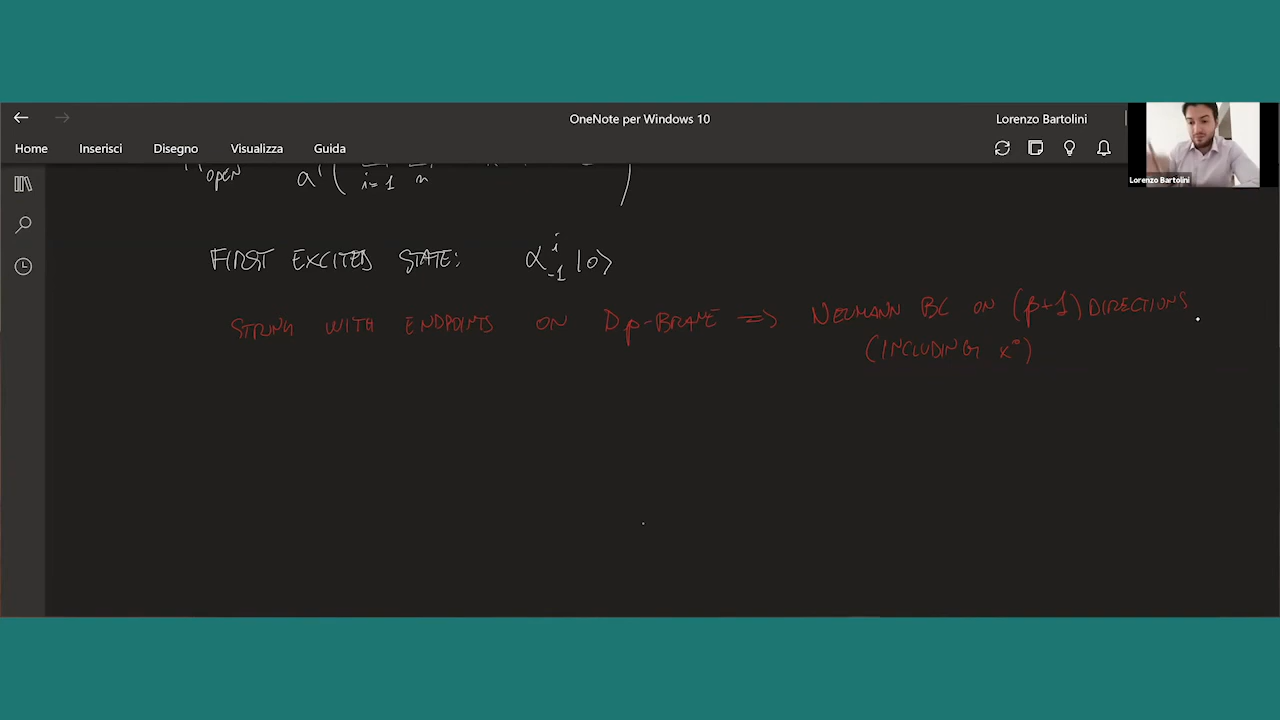 OneNote per Windows 10
Lorenzo Bartolini
Home Inserisci Disegno Visualizza Guida
Lorenzo Bartolini
OPEN α' ( i=1 n
FIRST EXCITED STATE: α^i_{-1} |0⟩
STRING WITH ENDPOINTS ON Dp-BRANE => NEUMANN BC ON (p+1) DIRECTIONS
(INCLUDING x⁰)